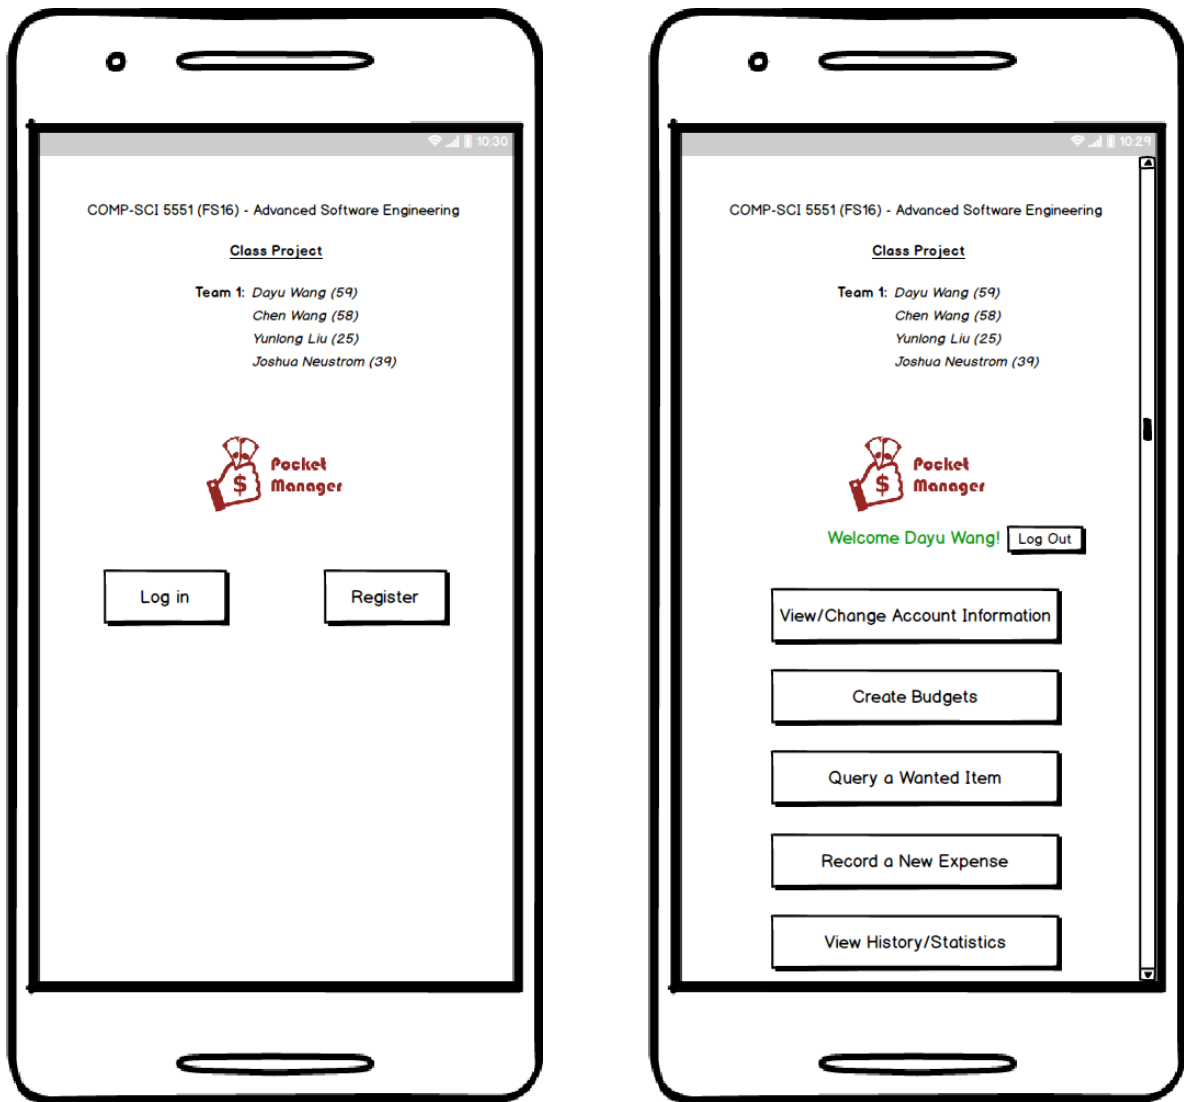 10:30
COMP-SCI 5551 (FS16) - Advanced Software Engineering
Class Project
Team 1: Dayu Wang (59)
Chen Wang (58)
Yunlong Liu (25)
Joshua Neustrom (39)
$
Pocket
Manager
Log in
Register
10:29
COMP-SCI 5551 (FS16) - Advanced Software Engineering
Class Project
Team 1: Dayu Wang (59)
Chen Wang (58)
Yunlong Liu (25)
Joshua Neustrom (39)
$
Pocket
Manager
Welcome Dayu Wang! Log Out
View/Change Account Information
Create Budgets
Query a Wanted Item
Record a New Expense
View History/Statistics